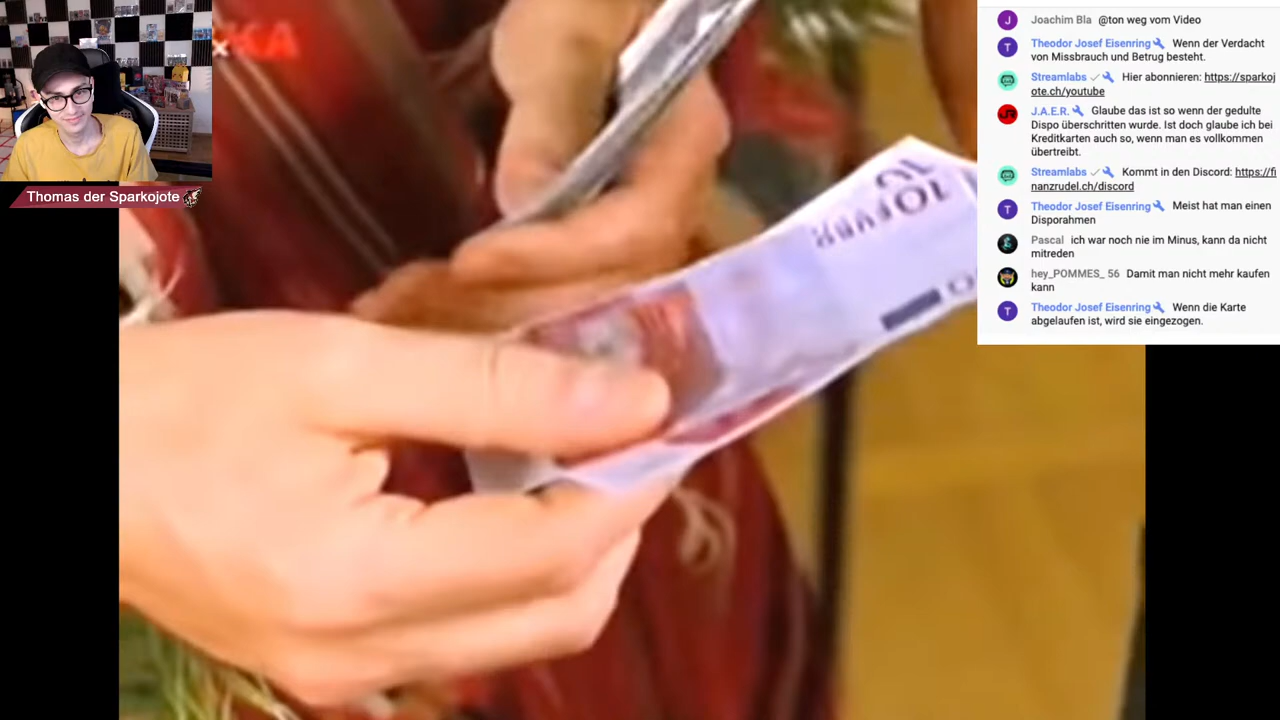 Thomas der Sparkojote
10 EURO
Joachim Bla @ton weg vom Video
Theodor Josef Eisenring Wenn der Verdacht
von Missbrauch und Betrug besteht.
Streamlabs Hier abonnieren: https://sparkoj
ote.ch/youtube
J.A.E.R. Glaube das ist so wenn der gedulte
Dispo überschritten wurde. Ist doch glaube ich bei
Kreditkarten auch so, wenn man es vollkommen
übertreibt.
Streamlabs Kommt in den Discord: https://fi
nanzrudel.ch/discord
Theodor Josef Eisenring Meist hat man einen
Disporahmen
Pascal ich war noch nie im Minus, kann da nicht
mitreden
hey_POMMES_ 56 Damit man nicht mehr kaufen
kann
Theodor Josef Eisenring Wenn die Karte
abgelaufen ist, wird sie eingezogen.